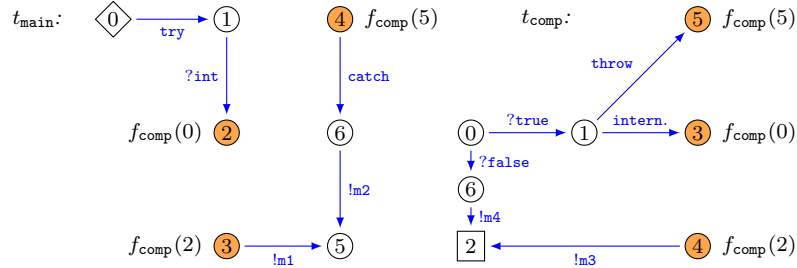 t_main: 0 try 1 4 f_comp(5) t_comp: 5 f_comp(5)
?int catch throw
f_comp(0) 2 6 0 ?true 1 intern. 3 f_comp(0)
?false
!m2 6
!m4
f_comp(2) 3 !m1 5 2 !m3 4 f_comp(2)